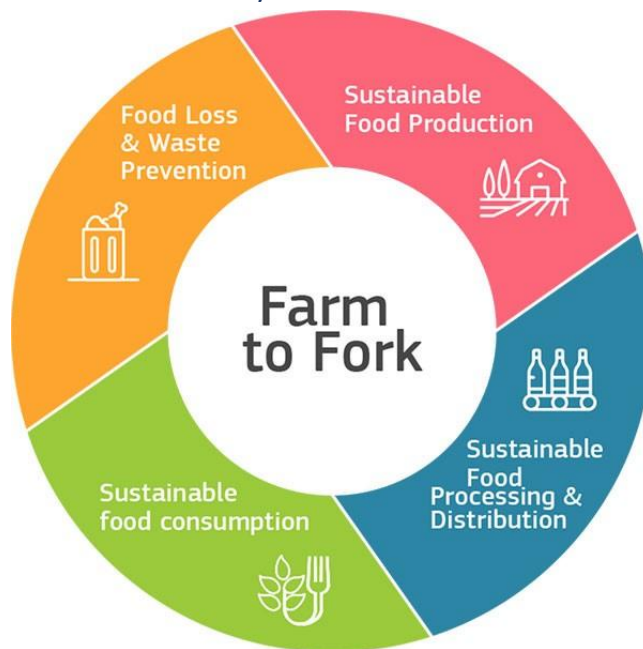 Farm
to Fork
Sustainable
Food Production
Sustainable
Food
Processing &
Distribution
Sustainable
food consumption
Food Loss
& Waste
Prevention